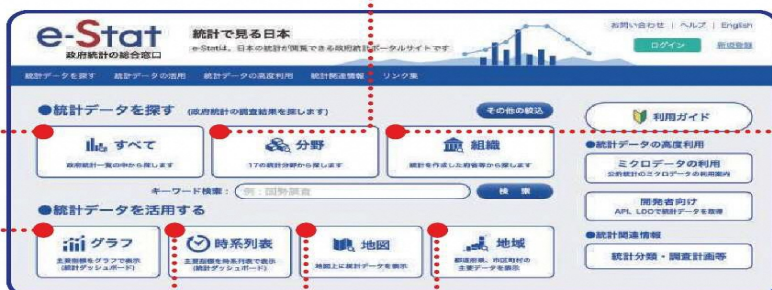 e-Stat
政府統計の総合窓口
統計で見る日本
e-Statは、日本の統計が閲覧できる政府統計ポータルサイトです
お問い合わせ | ヘルプ | English
ログイン 新規登録
統計データを探す 統計データの活用 統計データの高度利用 統計関連情報 リンク集
●統計データを探す (政府統計の調査結果を探します)
その他の絞込
すべて
政府統計一覧の中から探します
分野
17の統計分野から探します
組織
統計を作成した府省等から探します
キーワード検索: 例:国勢調査
検索
●統計データを活用する
グラフ
主要指標をグラフで表示
(統計ダッシュボード)
時系列表
主要指標を時系列表で表示
(統計ダッシュボード)
地図
地図上に統計データを表示
地域
都道府県、市区町村の
主要データを表示
利用ガイド
●統計データの高度利用
ミクロデータの利用
公的統計のミクロデータの利用案内
開発者向け
API、LODで統計データを取得
●統計関連情報
統計分類・調査計画等